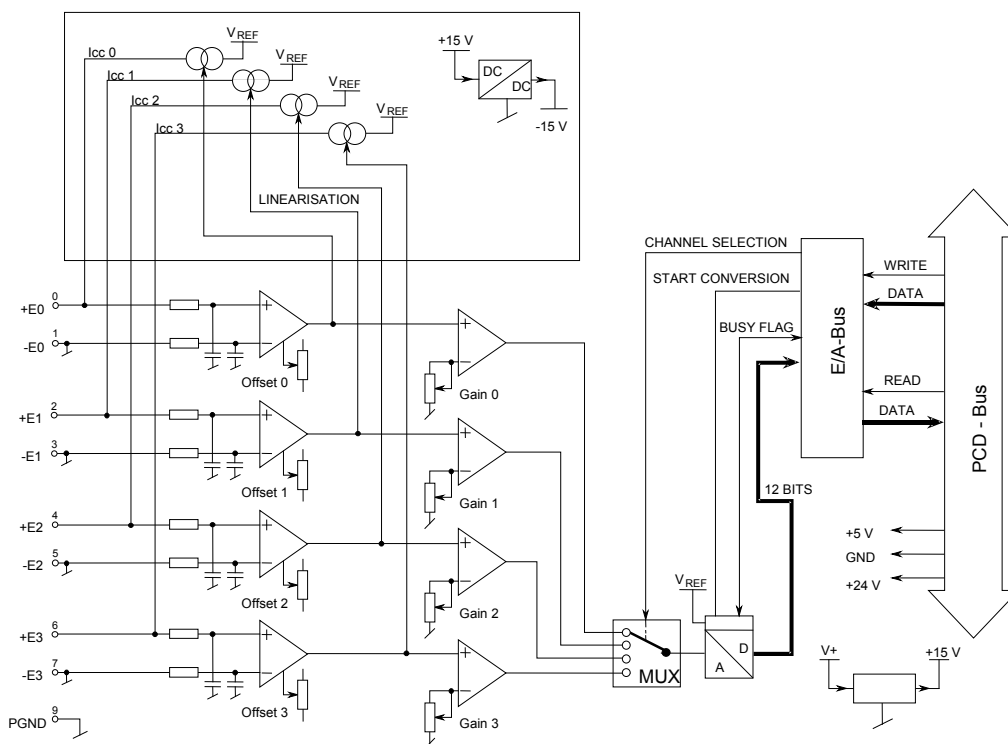 Icc 0
VREF
Icc 1
VREF
Icc 2
VREF
Icc 3
VREF
+15 V
DC
DC
-15 V
LINEARISATION
CHANNEL SELECTION
START CONVERSION
BUSY FLAG
E/A-Bus
WRITE
DATA
READ
DATA
PCD - Bus
12 BITS
+5 V
GND
+24 V
+E0 0
-E0 1
+
−
Offset 0
+
−
Gain 0
+E1 2
-E1 3
+
−
Offset 1
+
−
Gain 1
+E2 4
-E2 5
+
−
Offset 2
+
−
Gain 2
+E3 6
-E3 7
+
−
Offset 3
+
−
Gain 3
PGND 9
VREF
MUX
A
D
V+
+15 V